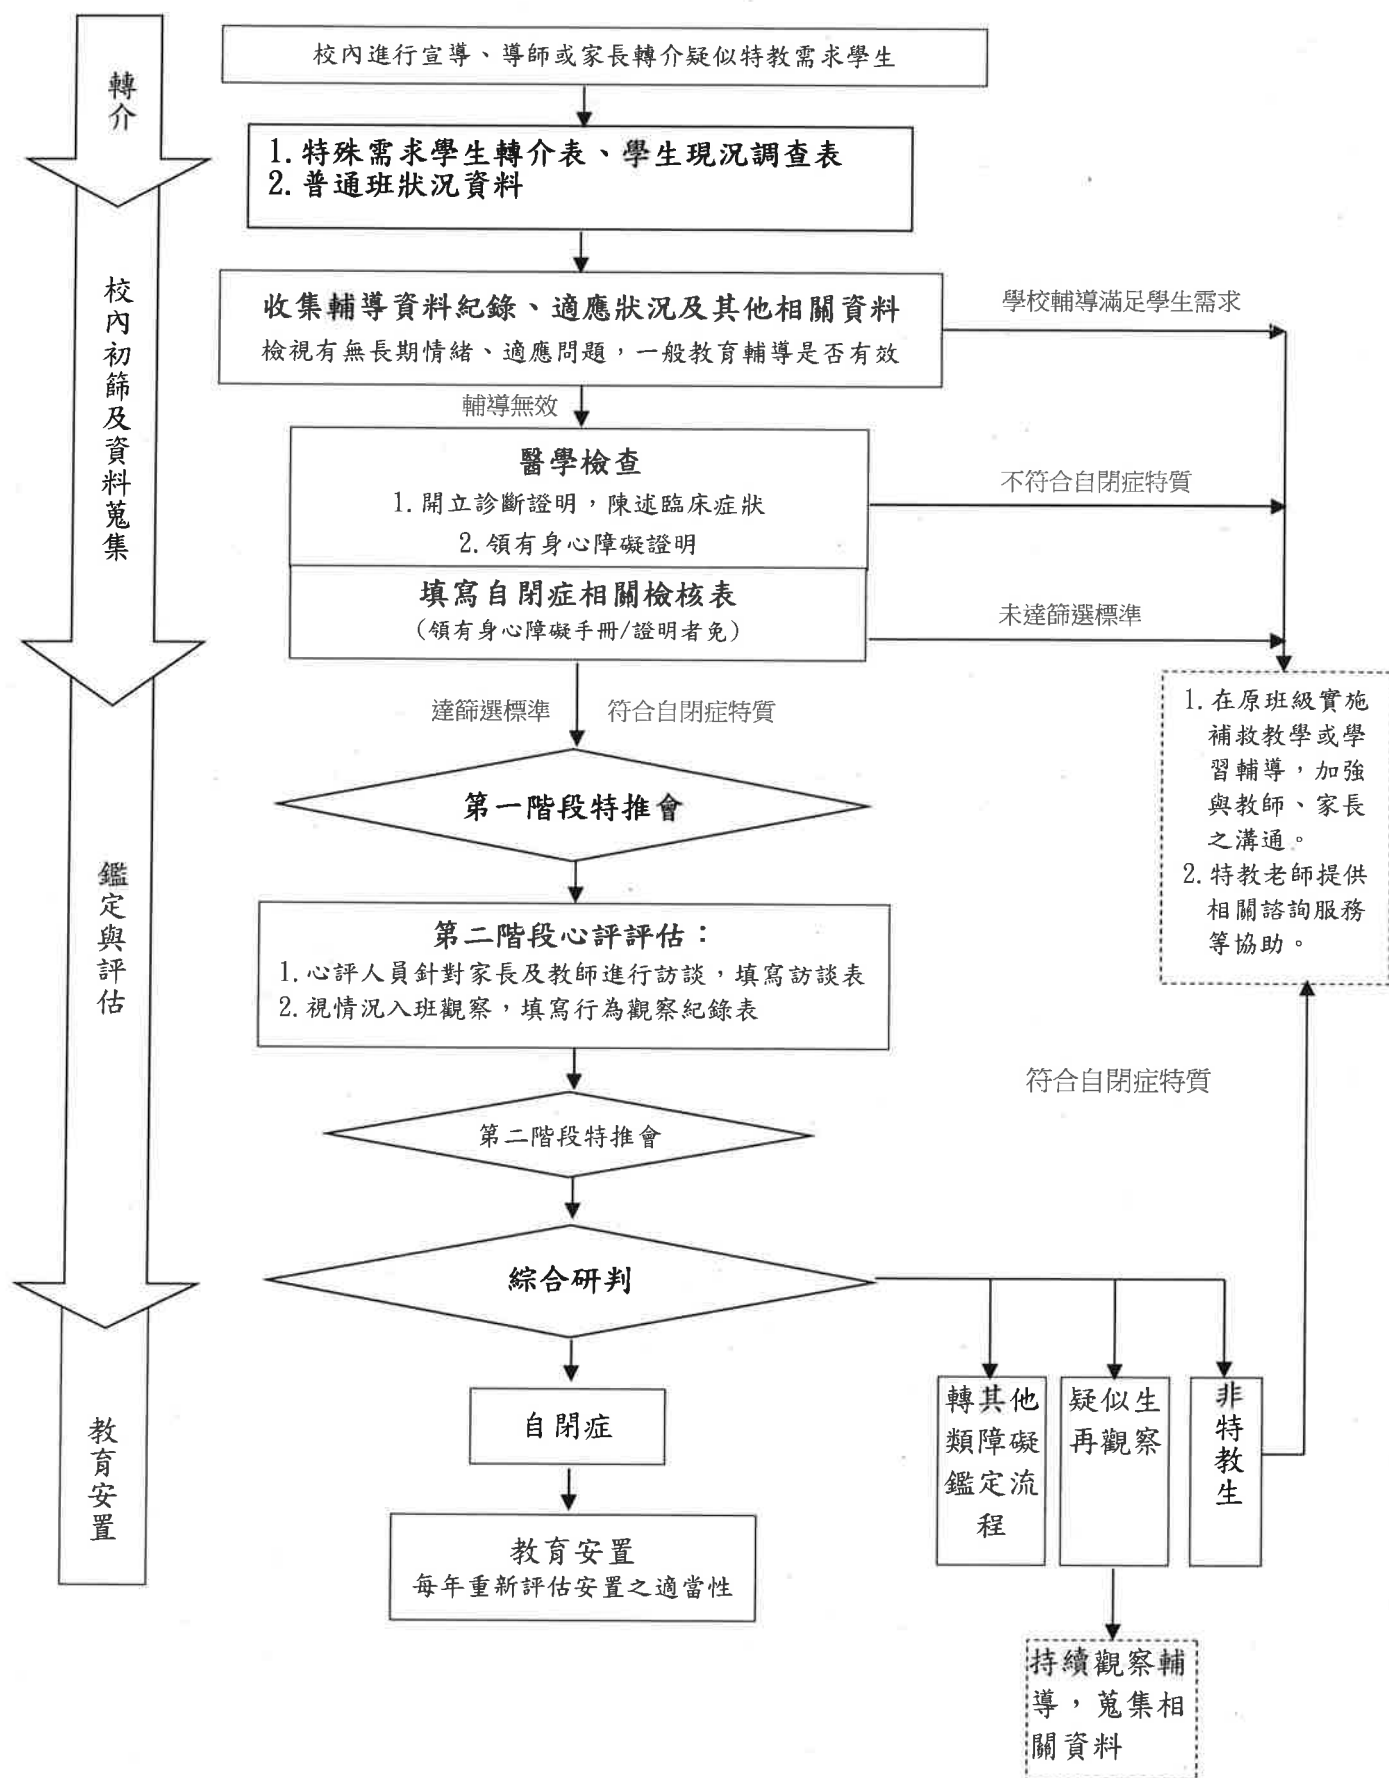 轉介
校內進行宣導、導師或家長轉介疑似特教需求學生
1.特殊需求學生轉介表、學生現況調查表
2.普通班狀況資料
校內初篩及資料蒐集
收集輔導資料紀錄、適應狀況及其他相關資料
檢視有無長期情緒、適應問題，一般教育輔導是否有效
學校輔導滿足學生需求
輔導無效
醫學檢查
1.開立診斷證明，陳述臨床症狀
2.領有身心障礙證明
不符合自閉症特質
填寫自閉症相關檢核表
(領有身心障礙手冊/證明者免)
未達篩選標準
達篩選標準
符合自閉症特質
1.在原班級實施
補救教學或學
習輔導，加強
與教師、家長
之溝通。
2.特教老師提供
相關諮詢服務
等協助。
鑑定與評估
第一階段特推會
第二階段心評評估：
1.心評人員針對家長及教師進行訪談，填寫訪談表
2.視情況入班觀察，填寫行為觀察紀錄表
符合自閉症特質
第二階段特推會
綜合研判
教育安置
自閉症
轉其他
類障礙
鑑定流
程
疑似生
再觀察
非特教生
教育安置
每年重新評估安置之適當性
持續觀察輔
導，蒐集相
關資料